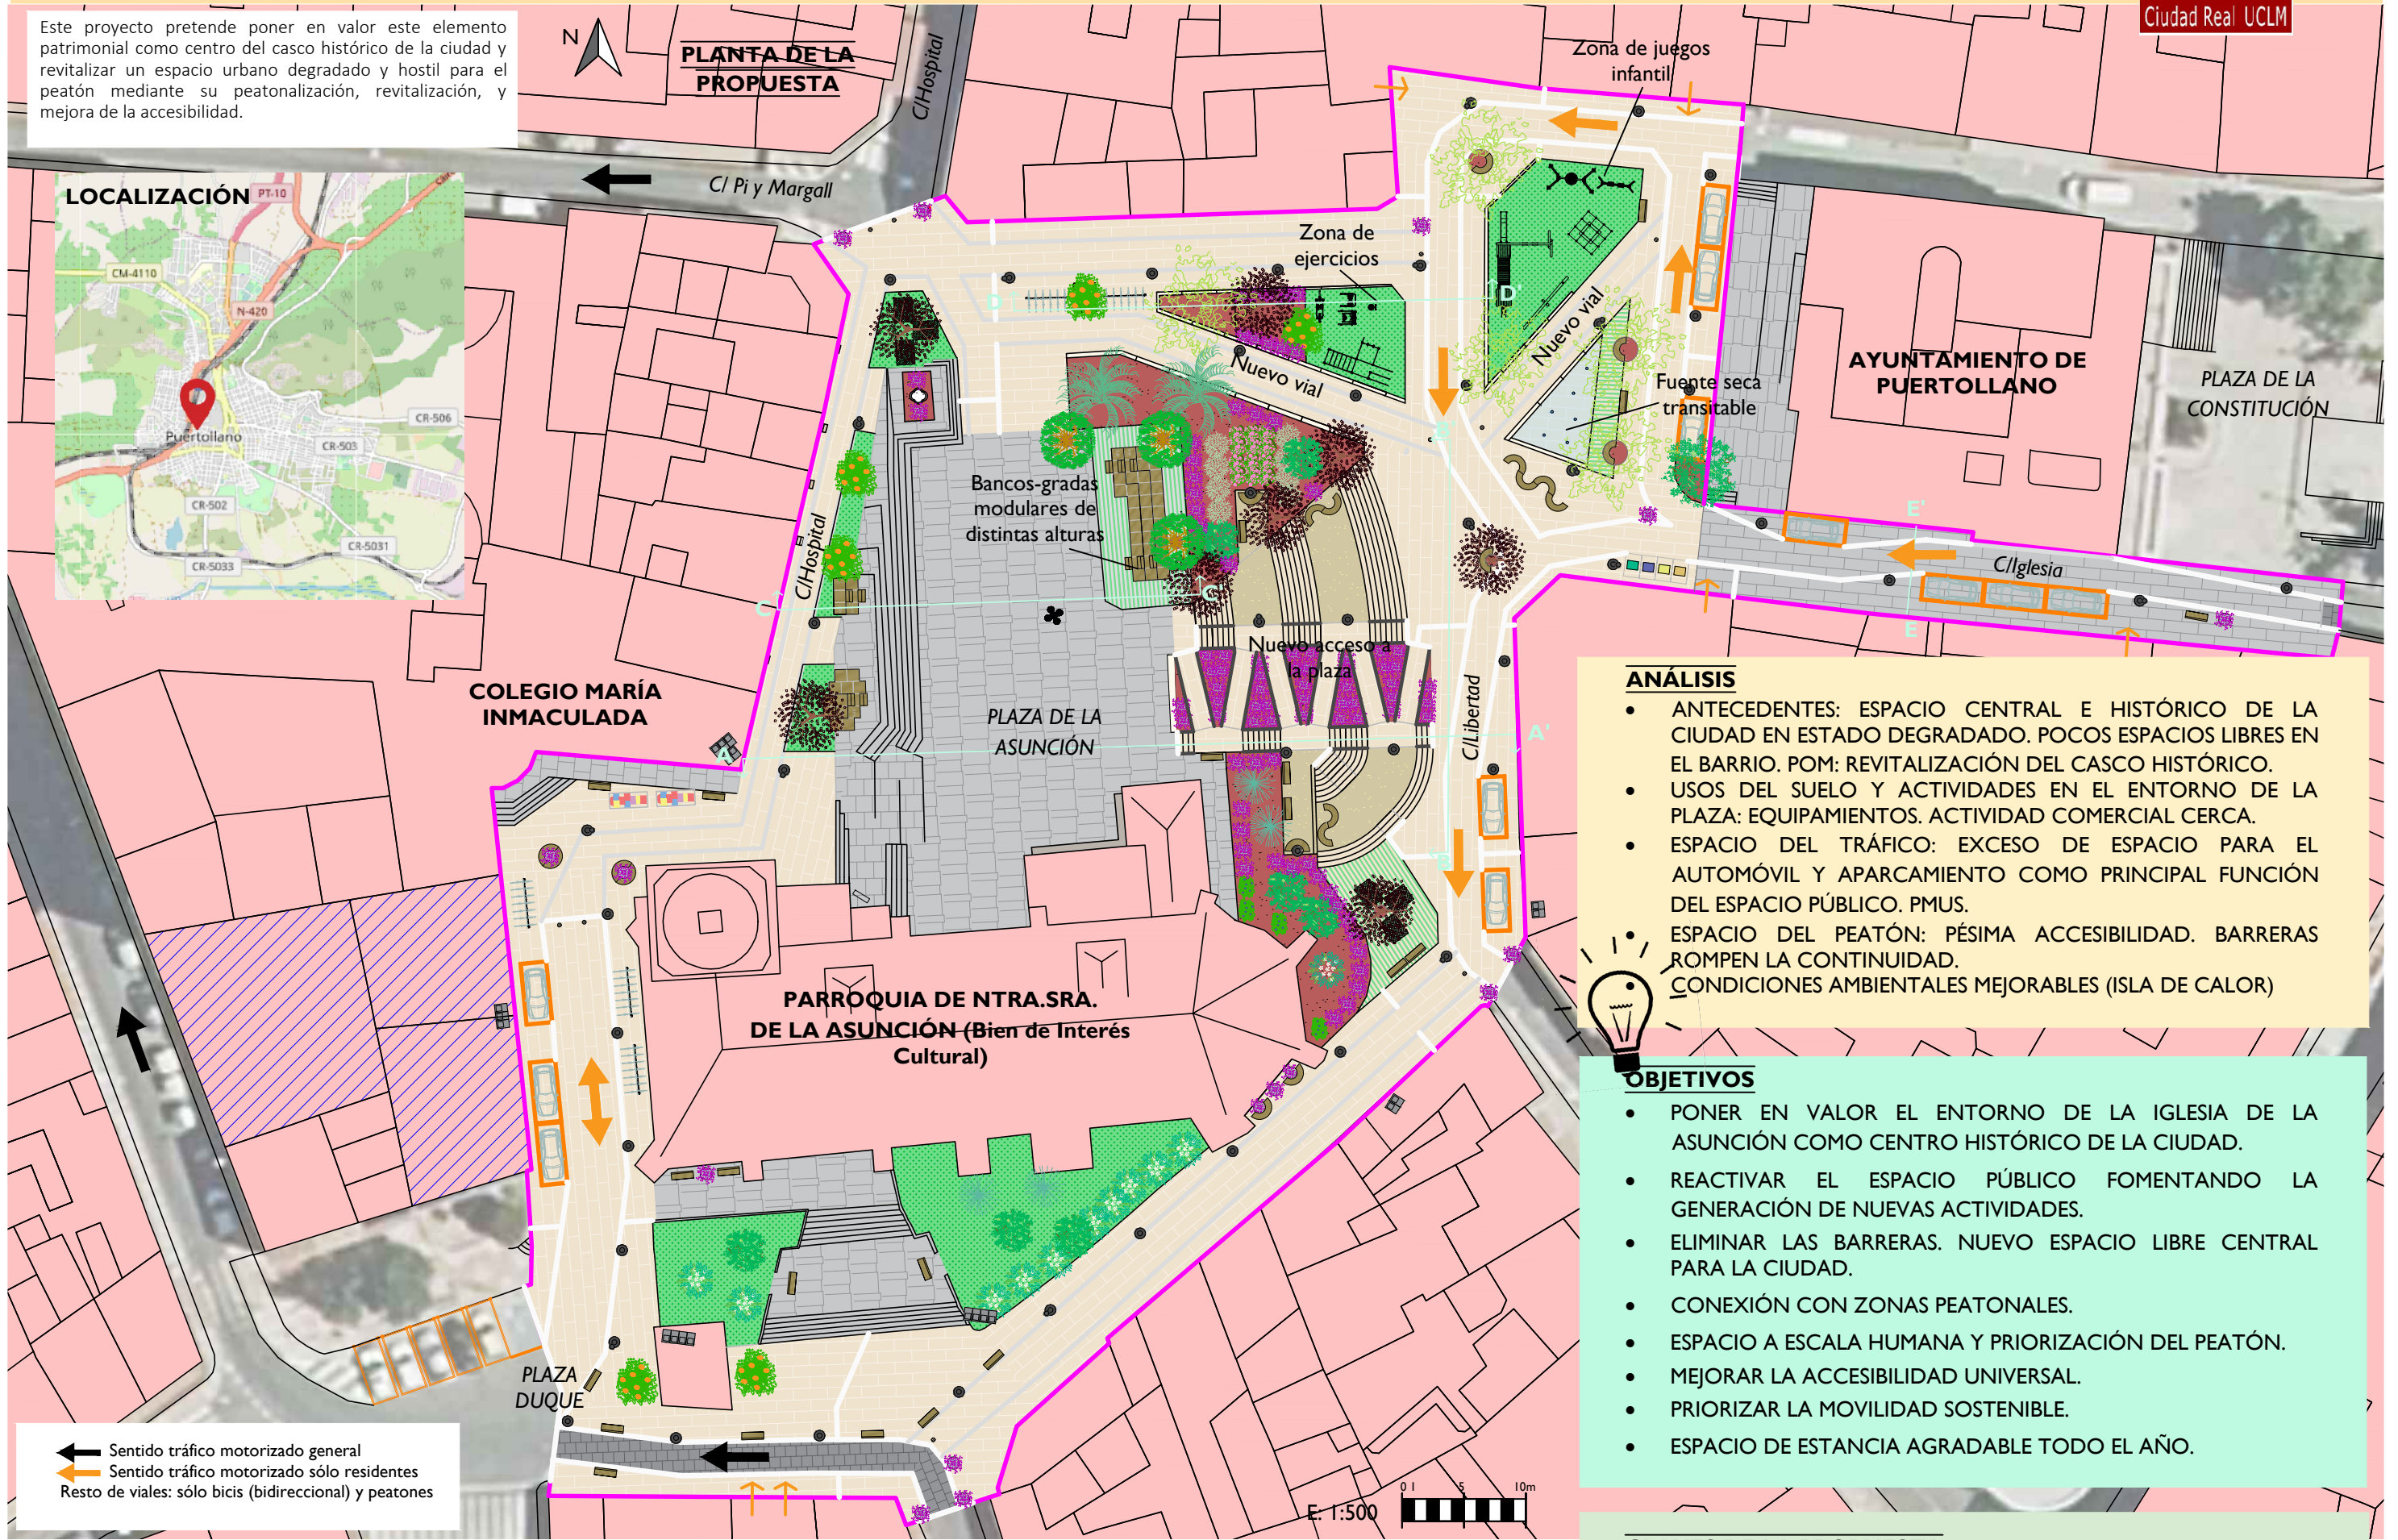 Ciudad Real UCLM
Este proyecto pretende poner en valor este elemento
patrimonial como centro del casco histórico de la ciudad y
revitalizar un espacio urbano degradado y hostil para el
peatón mediante su peatonalización, revitalización, y
mejora de la accesibilidad.
N
PLANTA DE LA
PROPUESTA
C/Hospital
C/ Pi y Margall
LOCALIZACIÓN
PT-10
CM-4110
N-420
CR-506
Puertollano
CR-503
CR-502
CR-5031
CR-5033
Zona de juegos
infantil
Zona de
ejercicios
D
D'
Nuevo vial
Nuevo vial
Fuente seca
transitable
AYUNTAMIENTO DE
PUERTOLLANO
PLAZA DE LA
CONSTITUCIÓN
Bancos-gradas
modulares de
distintas alturas
C/Hospital
E'
C/Iglesia
E
C
C'
Nuevo acceso a
la plaza
COLEGIO MARÍA
INMACULADA
PLAZA DE LA
ASUNCIÓN
C/Libertad
A
A'
B
PARROQUIA DE NTRA.SRA.
DE LA ASUNCIÓN (Bien de Interés
Cultural)
PLAZA
DUQUE
Sentido tráfico motorizado general
Sentido tráfico motorizado sólo residentes
Resto de viales: sólo bicis (bidireccional) y peatones
E: 1:500
0 1 5 10m
ANÁLISIS
• ANTECEDENTES: ESPACIO CENTRAL E HISTÓRICO DE LA
CIUDAD EN ESTADO DEGRADADO. POCOS ESPACIOS LIBRES EN
EL BARRIO. POM: REVITALIZACIÓN DEL CASCO HISTÓRICO.
• USOS DEL SUELO Y ACTIVIDADES EN EL ENTORNO DE LA
PLAZA: EQUIPAMIENTOS. ACTIVIDAD COMERCIAL CERCA.
• ESPACIO DEL TRÁFICO: EXCESO DE ESPACIO PARA EL
AUTOMÓVIL Y APARCAMIENTO COMO PRINCIPAL FUNCIÓN
DEL ESPACIO PÚBLICO. PMUS.
• ESPACIO DEL PEATÓN: PÉSIMA ACCESIBILIDAD. BARRERAS
ROMPEN LA CONTINUIDAD.
• CONDICIONES AMBIENTALES MEJORABLES (ISLA DE CALOR)
OBJETIVOS
• PONER EN VALOR EL ENTORNO DE LA IGLESIA DE LA
ASUNCIÓN COMO CENTRO HISTÓRICO DE LA CIUDAD.
• REACTIVAR EL ESPACIO PÚBLICO FOMENTANDO LA
GENERACIÓN DE NUEVAS ACTIVIDADES.
• ELIMINAR LAS BARRERAS. NUEVO ESPACIO LIBRE CENTRAL
PARA LA CIUDAD.
• CONEXIÓN CON ZONAS PEATONALES.
• ESPACIO A ESCALA HUMANA Y PRIORIZACIÓN DEL PEATÓN.
• MEJORAR LA ACCESIBILIDAD UNIVERSAL.
• PRIORIZAR LA MOVILIDAD SOSTENIBLE.
• ESPACIO DE ESTANCIA AGRADABLE TODO EL AÑO.